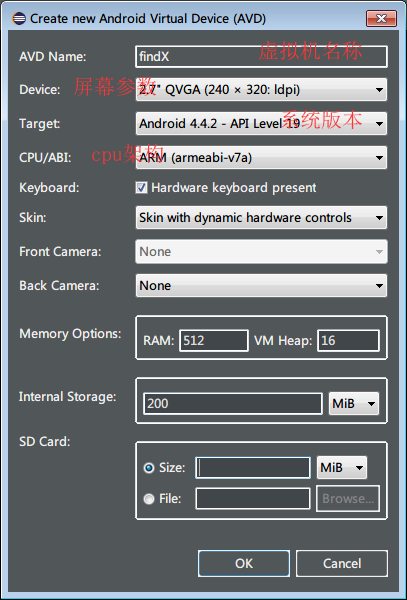 Create new Android Virtual Device (AVD)
AVD Name: findX 虚拟机名称
Device: 屏幕参数 2.7" QVGA (240 × 320: ldpi)
Target: Android 4.4.2 - API Level 19 系统版本
CPU/ABI: cpu架构 ARM (armeabi-v7a)
Keyboard: Hardware keyboard present
Skin: Skin with dynamic hardware controls
Front Camera: None
Back Camera: None
Memory Options: RAM: 512 VM Heap: 16
Internal Storage: 200 MiB
SD Card:
Size: MiB
File: Browse...
OK Cancel